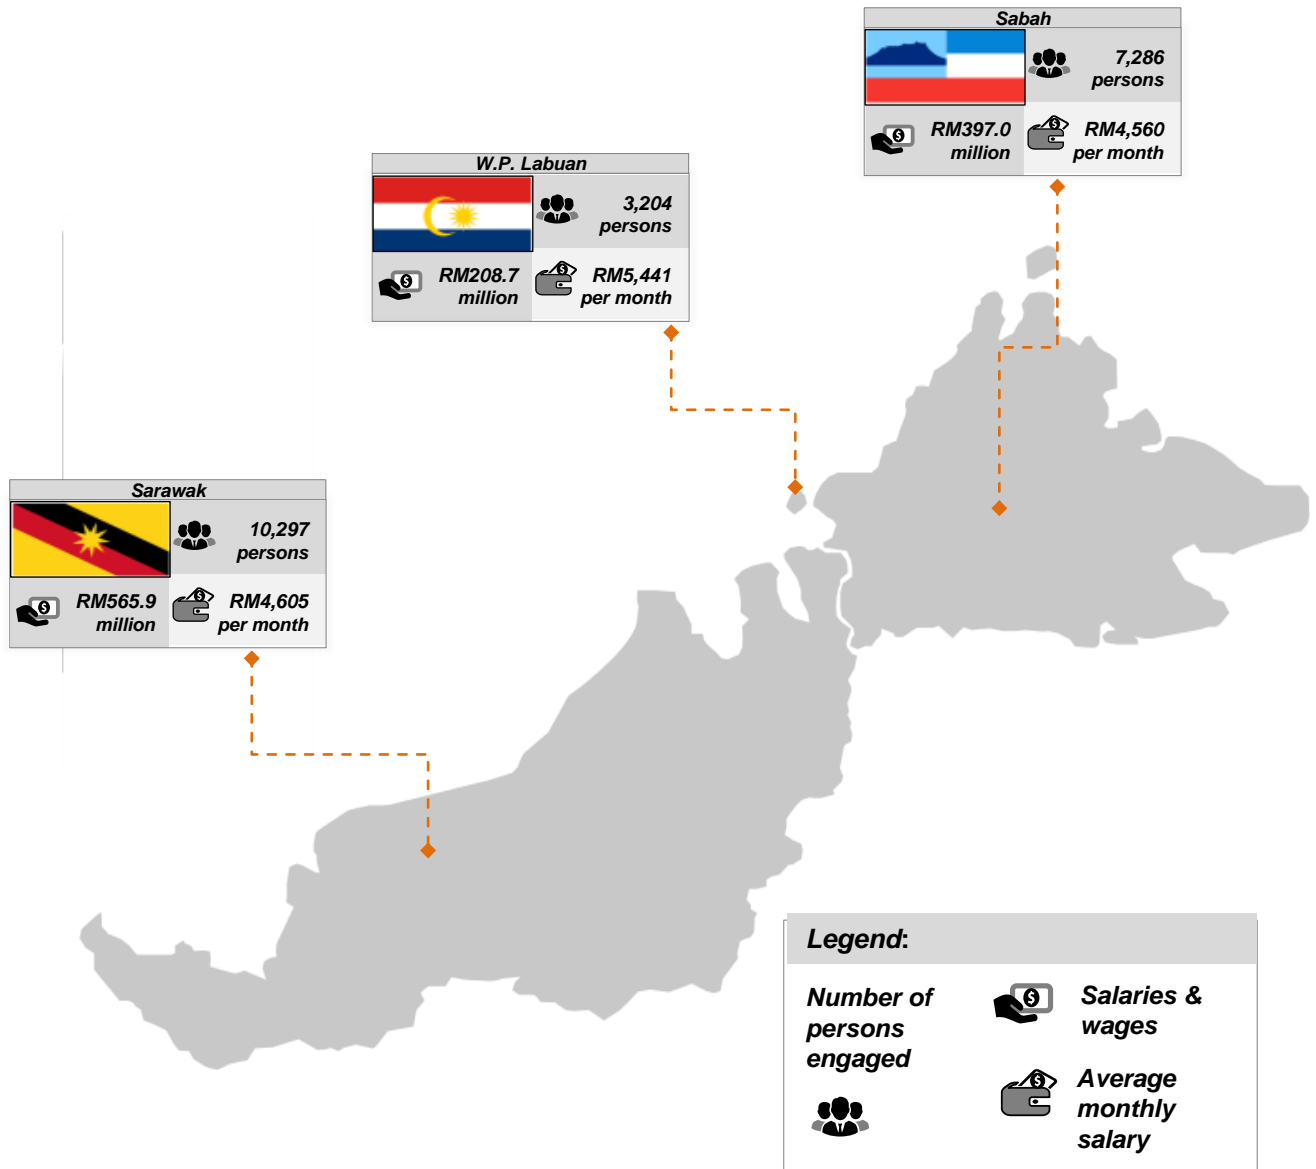 Sabah
7,286
persons
RM397.0
million
RM4,560
per month
W.P. Labuan
3,204
persons
RM208.7
million
RM5,441
per month
Sarawak
10,297
persons
RM565.9
million
RM4,605
per month
Legend:
Number of
persons
engaged
Salaries &
wages
Average
monthly
salary